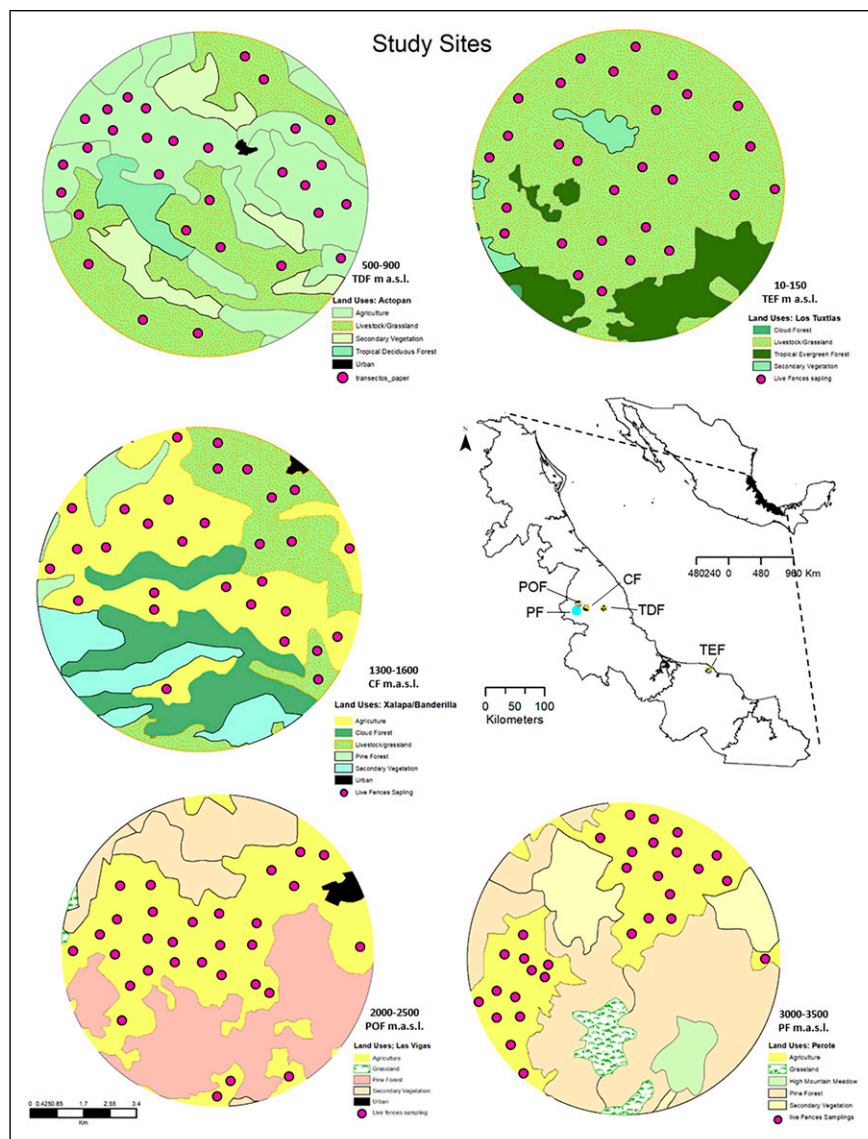 Study Sites
500-900
TDF m a.s.l.
Land Uses: Actopan
Agriculture
Livestock/Grassland
Secondary Vegetation
Tropical Deciduous Forest
Urban
transectos_paper
10-150
TEF m a.s.l.
Land Uses: Los Tuxtlas
Cloud Forest
Livestock/Grassland
Tropical Evergreen Forest
Secondary Vegetation
Live Fences sapling
1300-1600
CF m.a.s.l.
Land Uses: Xalapa/Banderilla
Agriculture
Cloud Forest
Livestock/grassland
Pine Forest
Secondary Vegetation
Urban
Live Fences Sapling
N
480240 0 480 960 Km
POF
CF
PF
TDF
TEF
0 50 100
Kilometers
2000-2500
POF m.a.s.l.
Land Uses; Las Vigas
Agriculture
Grassland
Pine Forest
Secondary Vegetation
Urban
Live fences sampling
0 0.4250.85 1.7 2.55 3.4
Km
3000-3500
PF m.a.s.l.
Land Uses: Perote
Agriculture
Grassland
High Mountain Meadow
Pine Forest
Secondary Vegetation
live Fences Samplings